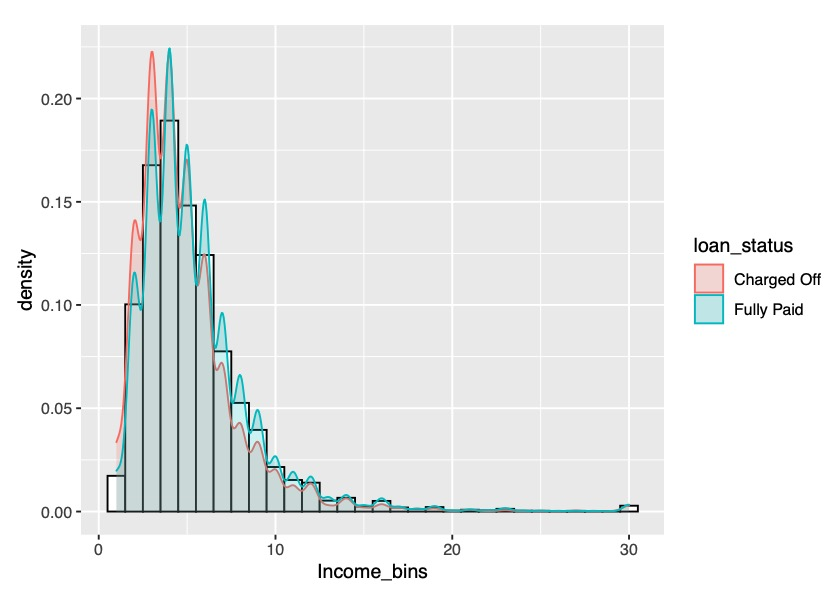 0.20
0.15
0.10
0.05
0.00
density
0 10 20 30
Income_bins
loan_status
Charged Off
Fully Paid